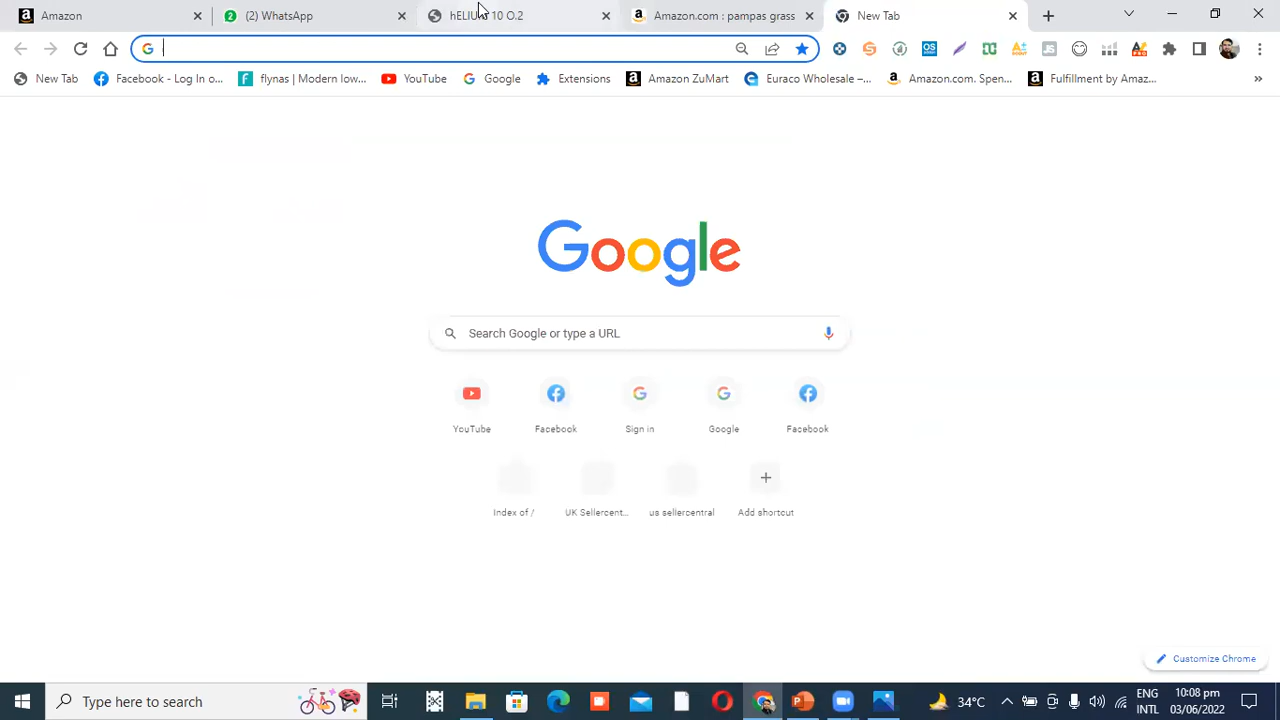 Amazon
(2) WhatsApp
hELIUM 10 O.2
Amazon.com : pampas grass
New Tab
New Tab
Facebook - Log In o...
flynas | Modern low...
YouTube
Google
Extensions
Amazon ZuMart
Euraco Wholesale –...
Amazon.com. Spen...
Fulfillment by Amaz...
Google
Search Google or type a URL
YouTube
Facebook
Sign in
Google
Facebook
Index of /
UK Sellercent...
us sellercentral
Add shortcut
Customize Chrome
Type here to search
34°C
ENG
INTL
10:08 pm
03/06/2022